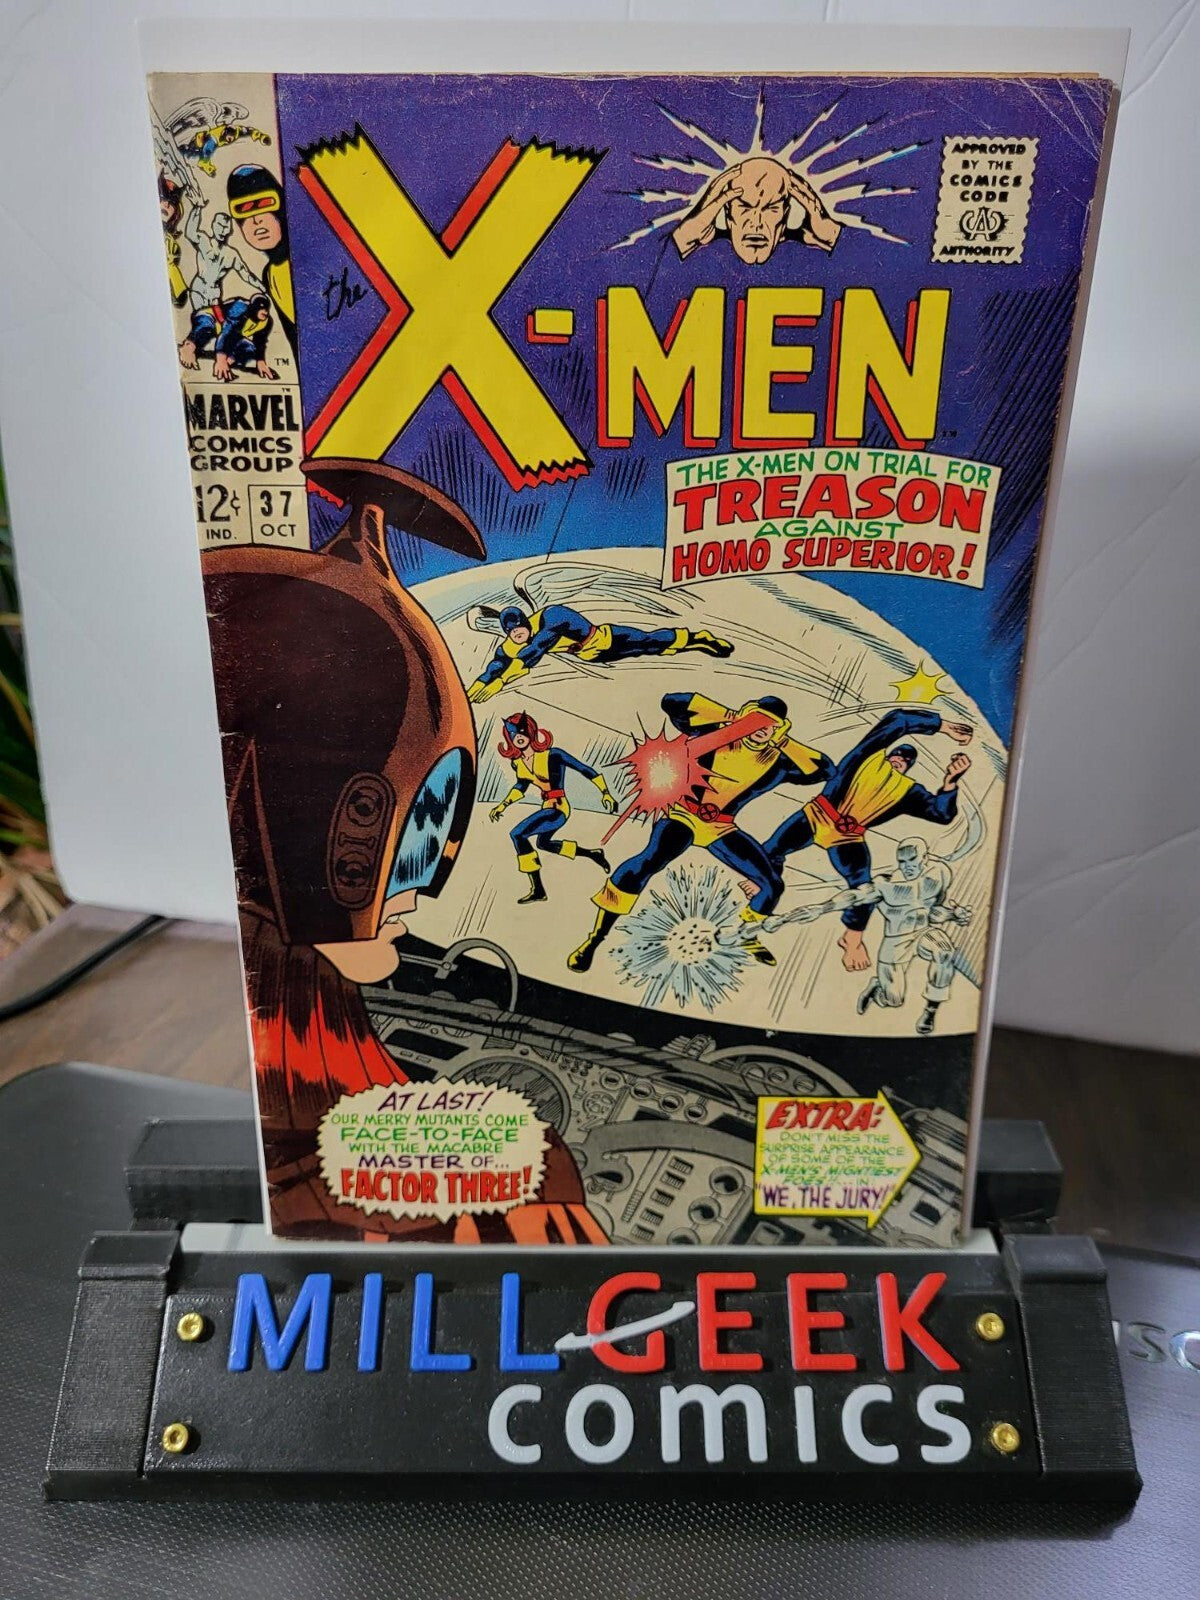 APPROVED
BY THE
COMICS
CODE
AUTHORITY
the
X-MEN
TM
MARVEL
COMICS
GROUP
12¢
IND.
37
OCT
THE X-MEN ON TRIAL FOR
TREASON
AGAINST
HOMO SUPERIOR!
AT LAST!
OUR MERRY MUTANTS COME
FACE-TO-FACE
WITH THE MACABRE
MASTER OF...
FACTOR THREE!
EXTRA:
DON'T MISS THE
SURPRISE APPEARANCE
OF SOME OF THE
X-MEN'S MIGHTIEST
FOES!... IN...
"WE, THE JURY!"
MILL GEEK
COMICS